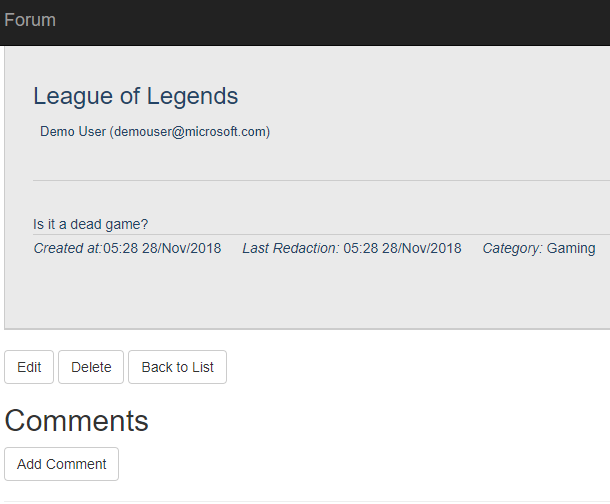 Forum
League of Legends
Demo User (demouser@microsoft.com)
Is it a dead game?
Created at:05:28 28/Nov/2018 Last Redaction: 05:28 28/Nov/2018 Category: Gaming
Edit Delete Back to List
Comments
Add Comment